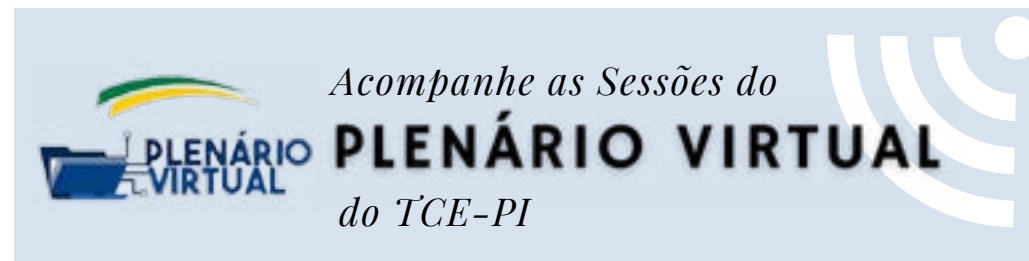 PLENÁRIO
VIRTUAL
Acompanhe as Sessões do
PLENÁRIO VIRTUAL
do TCE-PI